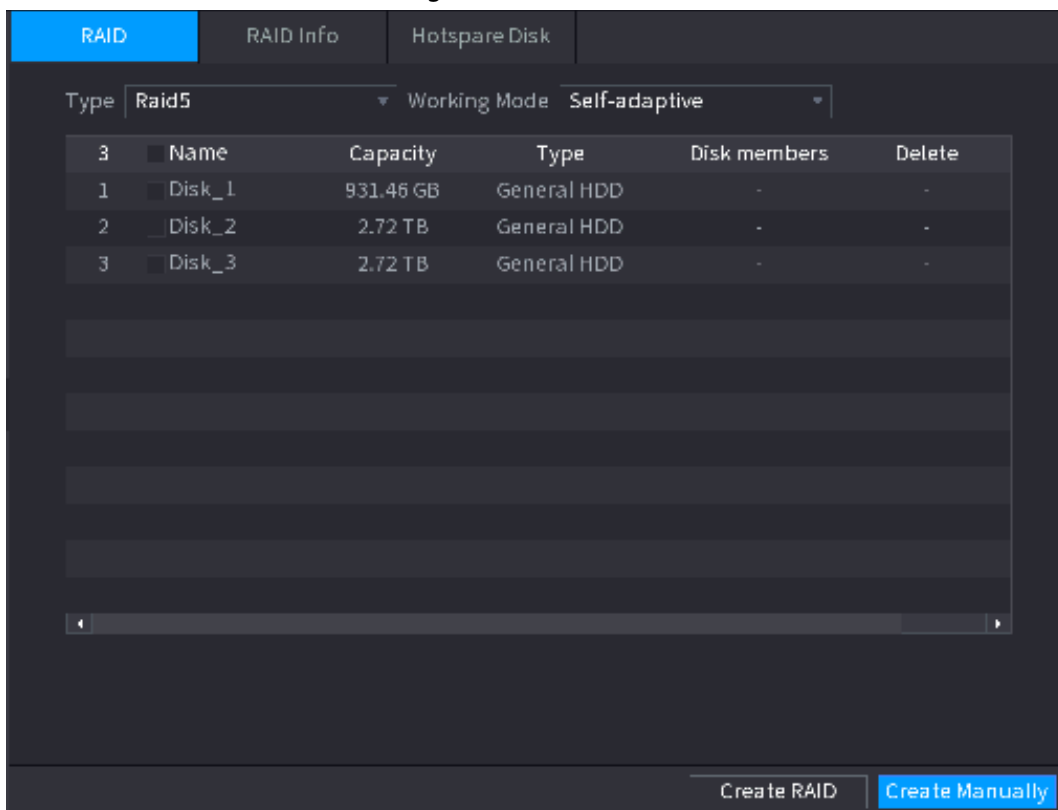 RAID RAID Info Hotspare Disk
Type Raid5 Working Mode Self-adaptive
3 Name Capacity Type Disk members Delete
1 Disk_1 931.46 GB General HDD - -
2 Disk_2 2.72 TB General HDD - -
3 Disk_3 2.72 TB General HDD - -
Create RAID Create Manually